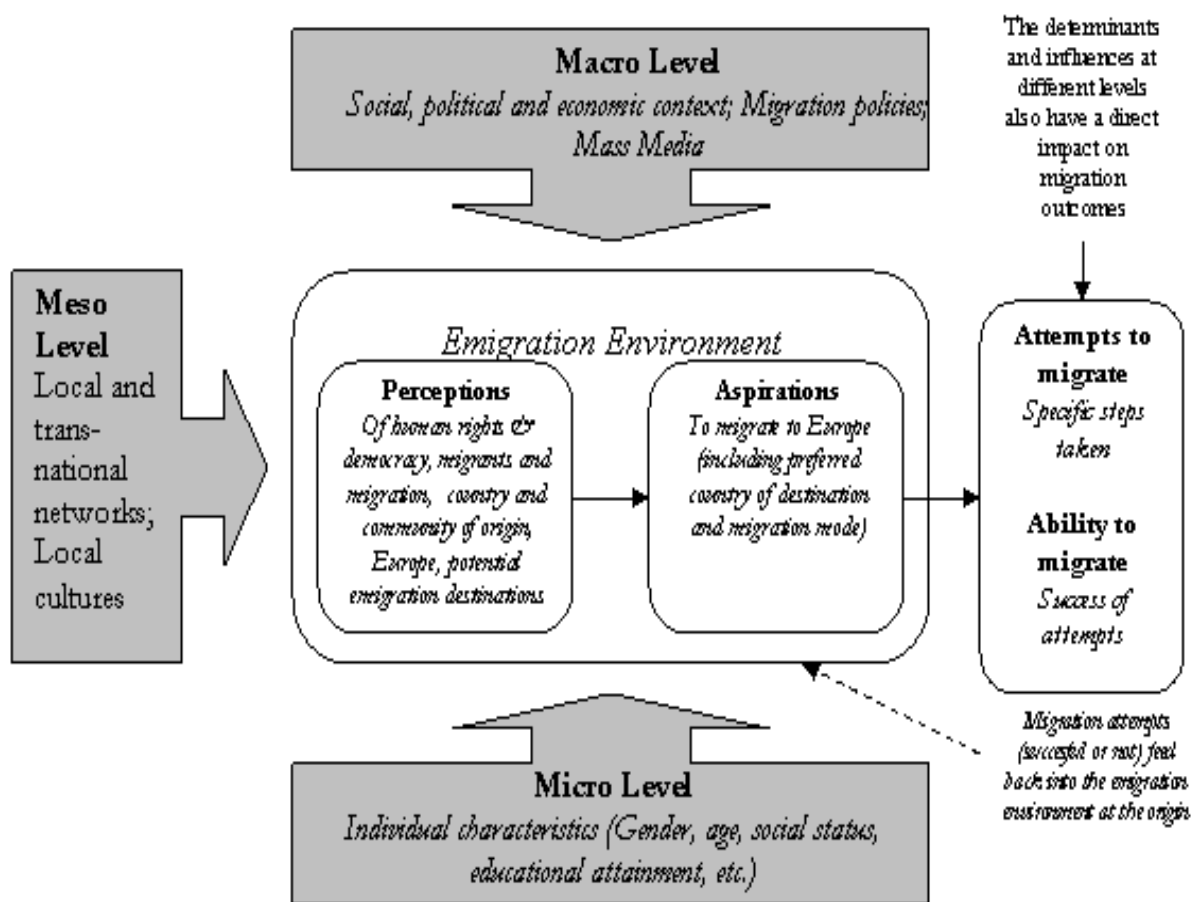 Macro Level
Social, political and economic context; Migration policies;
Mass Media
The determinants
and influences at
different levels
also have a direct
impact on
migration
outcomes
Meso
Level
Local and
trans-
national
networks;
Local
cultures
Emigration Environment
Perceptions
Of human rights &
democracy, migrants and
migration, country and
community of origin,
Europe, potential
emigration destinations
Aspirations
To migrate to Europe
(including preferred
country of destination
and migration mode)
Attempts to
migrate
Specific steps
taken
Ability to
migrate
Success of
attempts
Migration attempts
(succesful or not) feed
back into the emigration
environment at the origin
Micro Level
Individual characteristics (Gender, age, social status,
educational attainment, etc.)